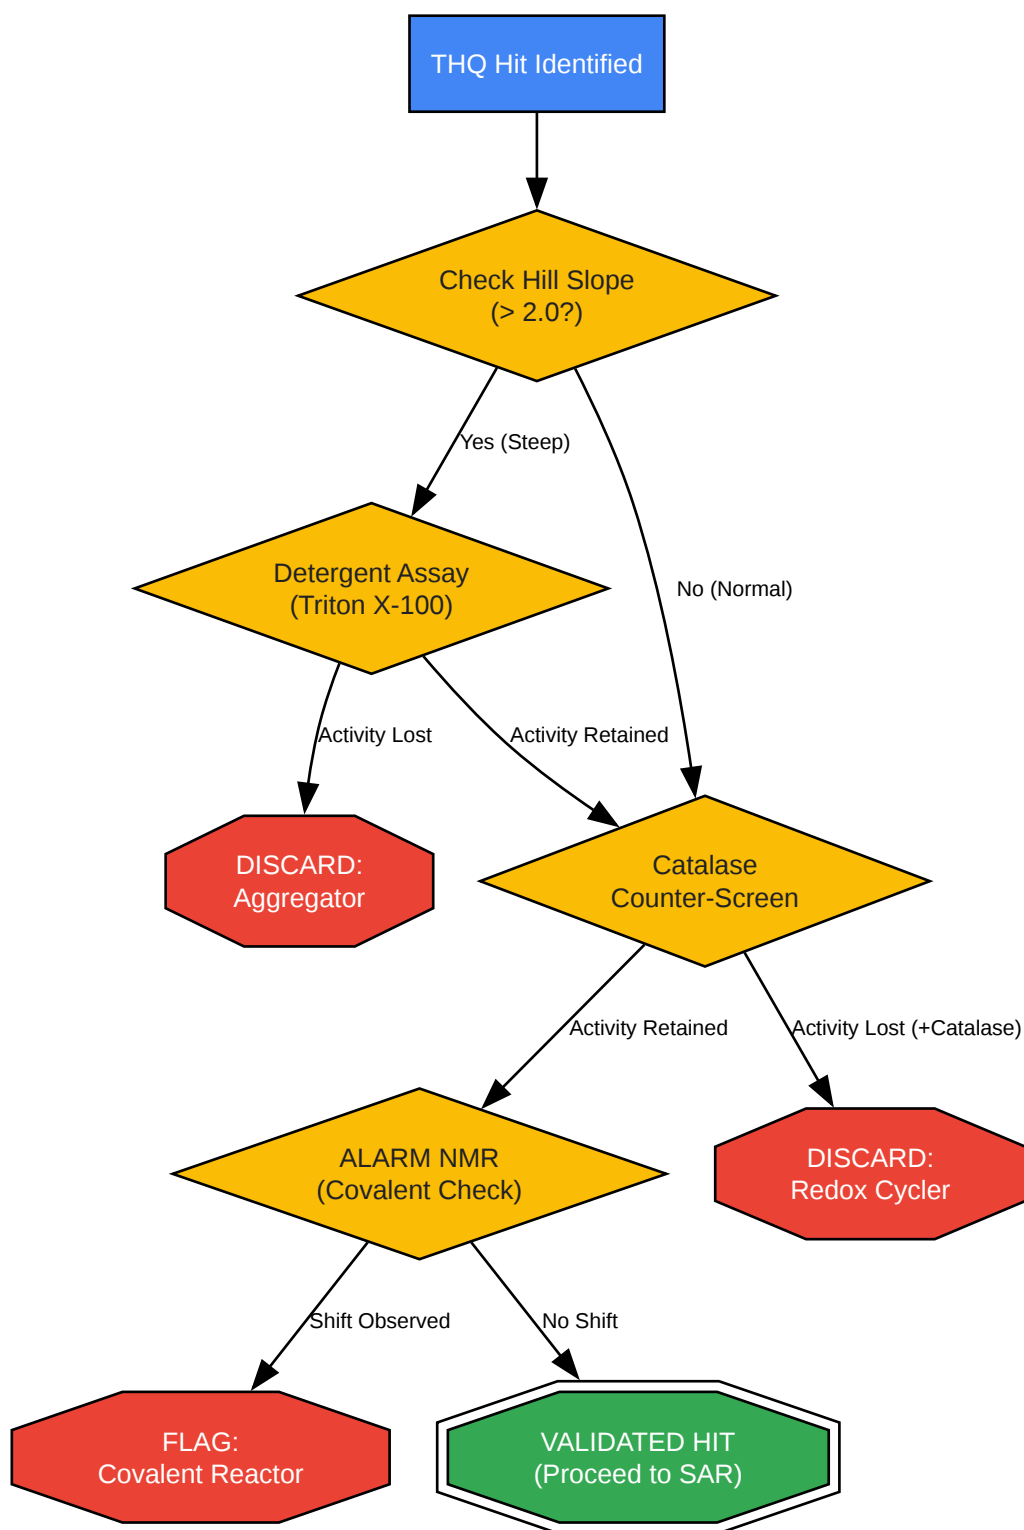 THQ Hit Identified
Check Hill Slope
(> 2.0?)
Yes (Steep)
Detergent Assay
(Triton X-100)
No (Normal)
Activity Lost
Activity Retained
DISCARD:
Aggregator
Catalase
Counter-Screen
Activity Retained
Activity Lost (+Catalase)
ALARM NMR
(Covalent Check)
DISCARD:
Redox Cycler
Shift Observed
No Shift
FLAG:
Covalent Reactor
VALIDATED HIT
(Proceed to SAR)